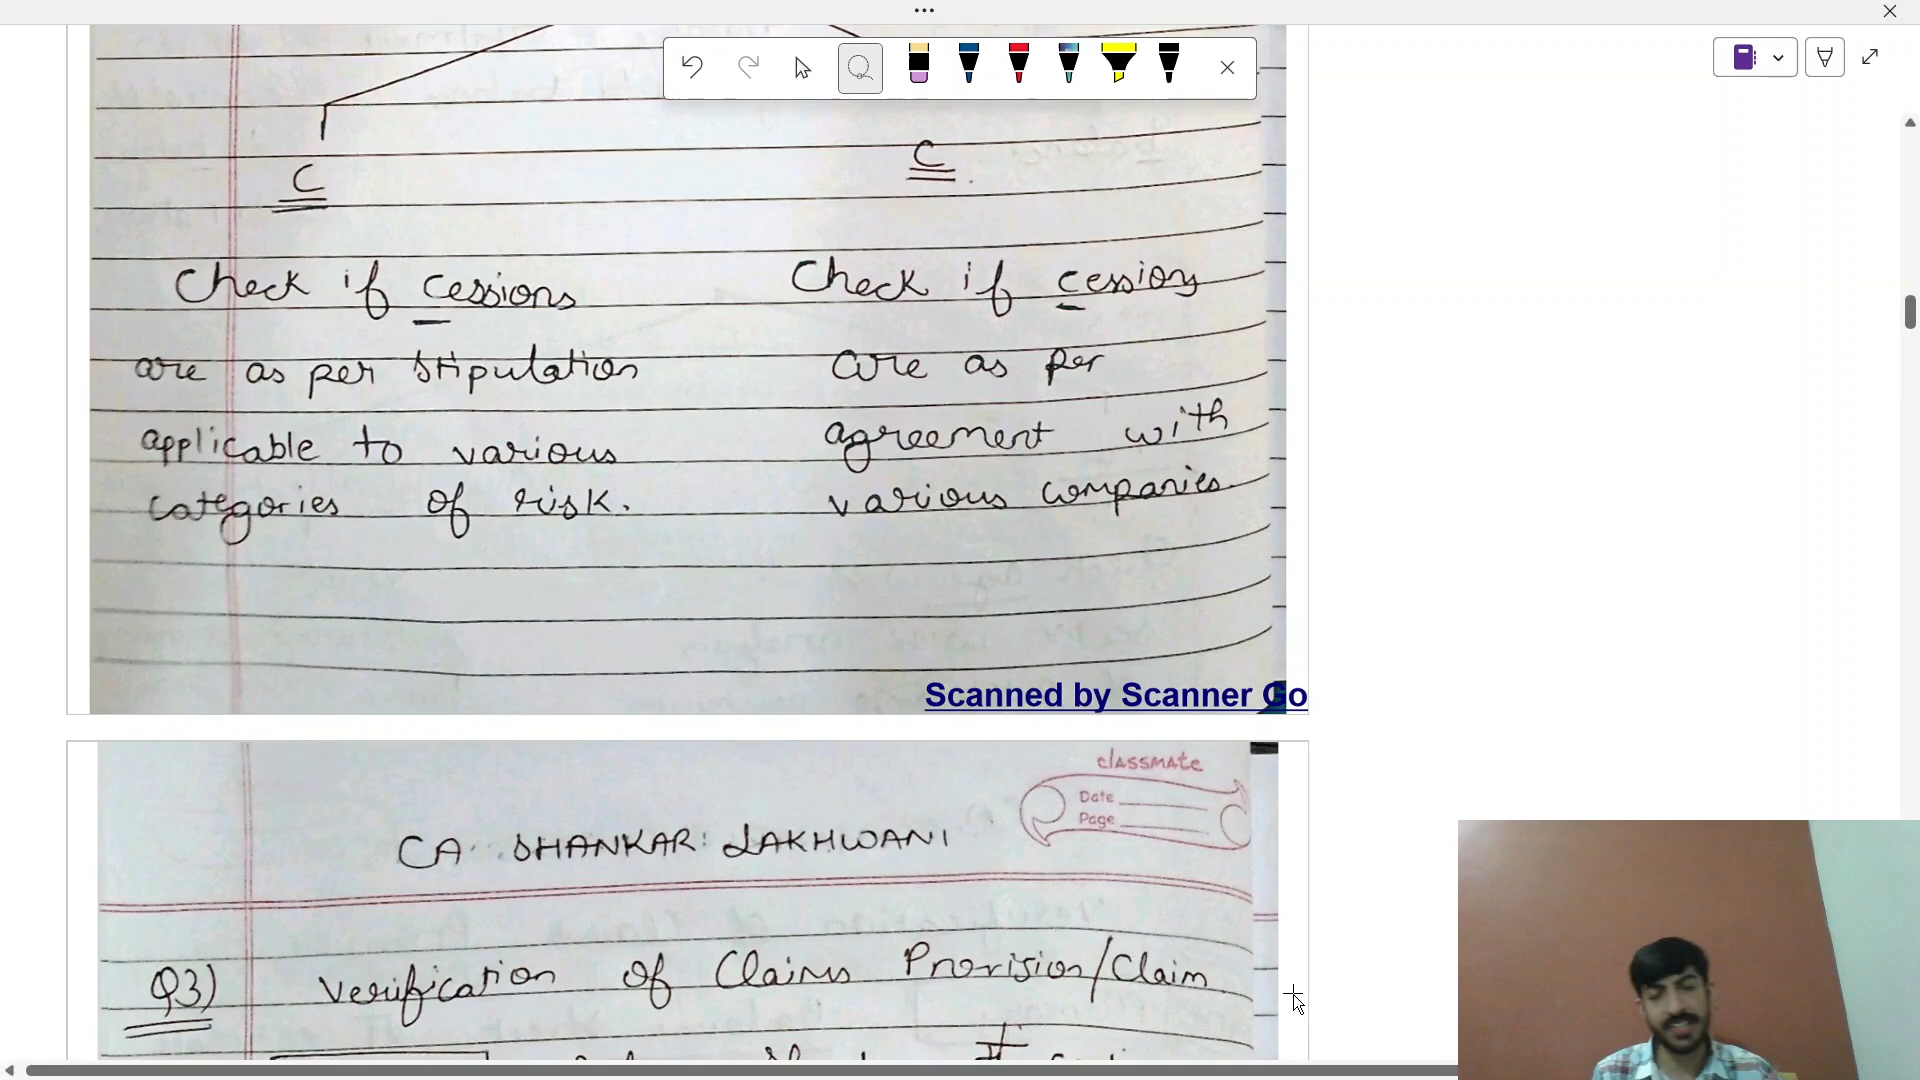 C
C
Check if cessions
are as per stipulation
applicable to various
categories of risk.
Check if cessions
are as per
agreement with
various companies.
Scanned by Scanner Go
classmate
Date
Page
CA SHANKAR LAKHWANI
Q3) Verification of Claims Provision/Claim